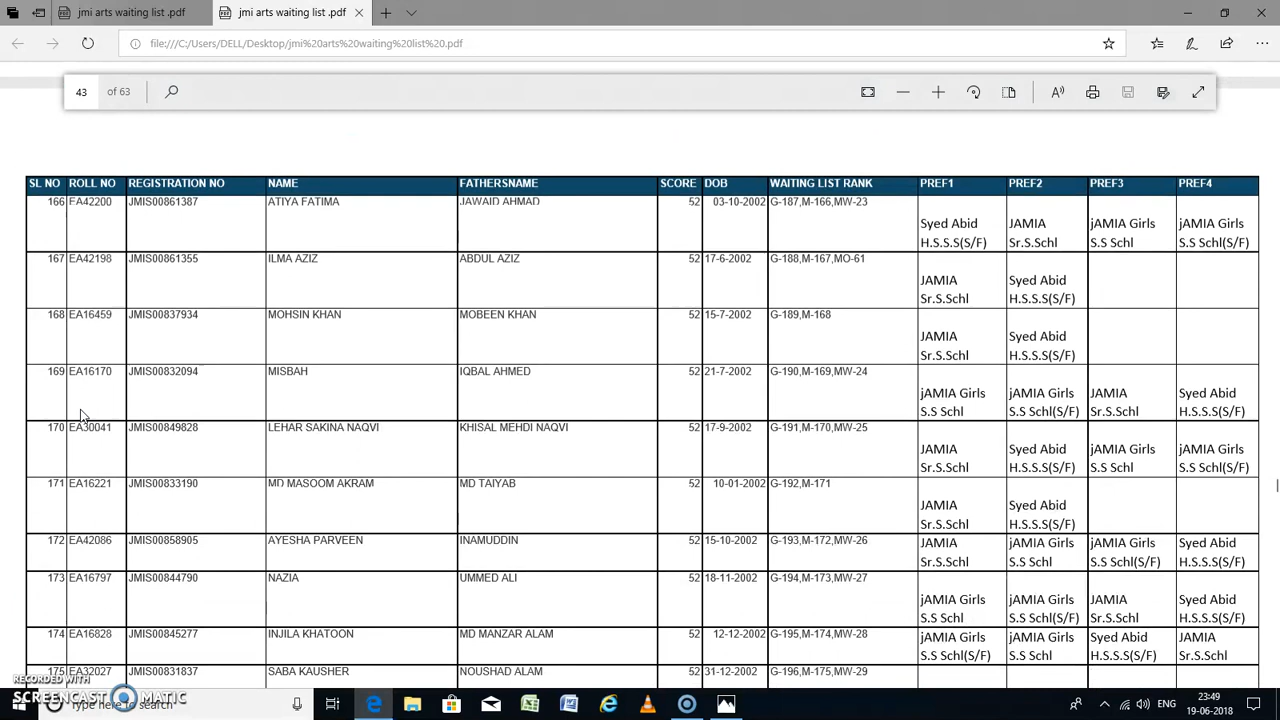 jmi arts waiting list .pdf
jmi arts waiting list .pdf
file:///C:/Users/DELL/Desktop/jmi%20arts%20waiting%20list%20.pdf
43 of 63
SL NO ROLL NO REGISTRATION NO NAME FATHERSNAME SCORE DOB WAITING LIST RANK PREF1 PREF2 PREF3 PREF4
166 EA42200 JMIS00861387 ATIYA FATIMA JAWAID AHMAD 52 03-10-2002 G-187,M-166,MW-23
Syed Abid JAMIA jAMIA Girls jAMIA Girls
H.S.S.S(S/F) Sr.S.Schl S.S Schl S.S Schl(S/F)
167 EA42198 JMIS00861355 ILMA AZIZ ABDUL AZIZ 52 17-6-2002 G-188,M-167,MO-61
JAMIA Syed Abid
Sr.S.Schl H.S.S.S(S/F)
168 EA16459 JMIS00837934 MOHSIN KHAN MOBEEN KHAN 52 15-7-2002 G-189,M-168
JAMIA Syed Abid
Sr.S.Schl H.S.S.S(S/F)
169 EA16170 JMIS00832094 MISBAH IQBAL AHMED 52 21-7-2002 G-190,M-169,MW-24
jAMIA Girls jAMIA Girls JAMIA Syed Abid
S.S Schl S.S Schl(S/F) Sr.S.Schl H.S.S.S(S/F)
170 EA30041 JMIS00849828 LEHAR SAKINA NAQVI KHISAL MEHDI NAQVI 52 17-9-2002 G-191,M-170,MW-25
JAMIA Syed Abid jAMIA Girls jAMIA Girls
Sr.S.Schl H.S.S.S(S/F) S.S Schl S.S Schl(S/F)
171 EA16221 JMIS00833190 MD MASOOM AKRAM MD TAIYAB 52 10-01-2002 G-192,M-171
JAMIA Syed Abid
Sr.S.Schl H.S.S.S(S/F)
172 EA42086 JMIS00858905 AYESHA PARVEEN INAMUDDIN 52 15-10-2002 G-193,M-172,MW-26 JAMIA jAMIA Girls jAMIA Girls Syed Abid
Sr.S.Schl S.S Schl S.S Schl(S/F) H.S.S.S(S/F)
173 EA16797 JMIS00844790 NAZIA UMMED ALI 52 18-11-2002 G-194,M-173,MW-27
jAMIA Girls jAMIA Girls JAMIA Syed Abid
S.S Schl S.S Schl(S/F) Sr.S.Schl H.S.S.S(S/F)
174 EA16828 JMIS00845277 INJILA KHATOON MD MANZAR ALAM 52 12-12-2002 G-195,M-174,MW-28 jAMIA Girls jAMIA Girls Syed Abid JAMIA
S.S Schl(S/F) S.S Schl H.S.S.S(S/F) Sr.S.Schl
175 EA32027 JMIS00831837 SABA KAUSHER NOUSHAD ALAM 52 31-12-2002 G-196,M-175,MW-29
RECORDED WITH
SCREENCAST MATIC
Type here to search
ENG
23:49
19-06-2018